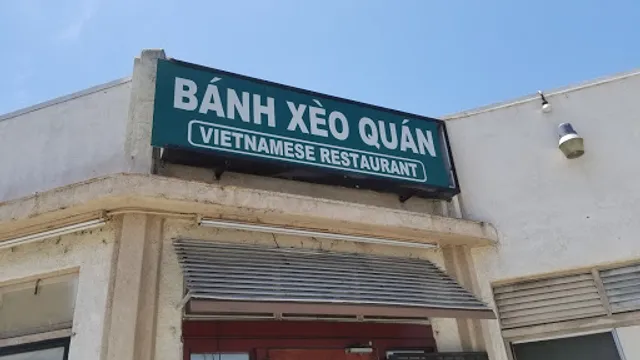 BÁNH XÈO QUÁN
VIETNAMESE RESTAURANT